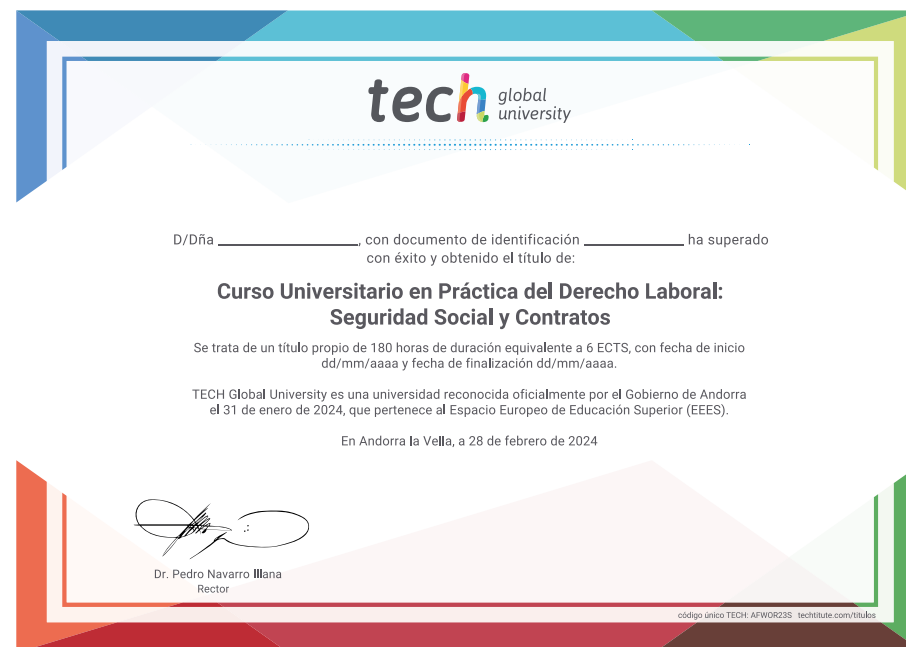 tech global university
D/Dña ____________________, con documento de identificación ______________ ha superado
con éxito y obtenido el título de:
Curso Universitario en Práctica del Derecho Laboral:
Seguridad Social y Contratos
Se trata de un título propio de 180 horas de duración equivalente a 6 ECTS, con fecha de inicio
dd/mm/aaaa y fecha de finalización dd/mm/aaaa.
TECH Global University es una universidad reconocida oficialmente por el Gobierno de Andorra
el 31 de enero de 2024, que pertenece al Espacio Europeo de Educación Superior (EEES).
En Andorra la Vella, a 28 de febrero de 2024
Dr. Pedro Navarro Illana
Rector
código único TECH: AFWOR23S techtitute.com/titulos